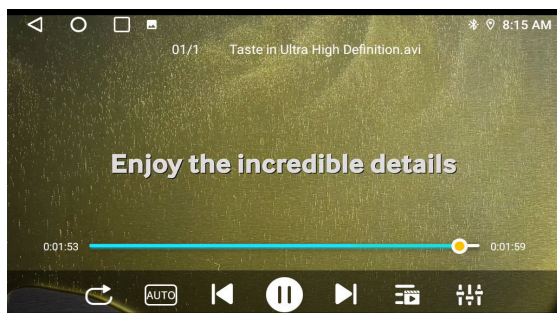 8:15 AM
01/1 Taste in Ultra High Definition.avi
Enjoy the incredible details
0:01:53 0:01:59
AUTO